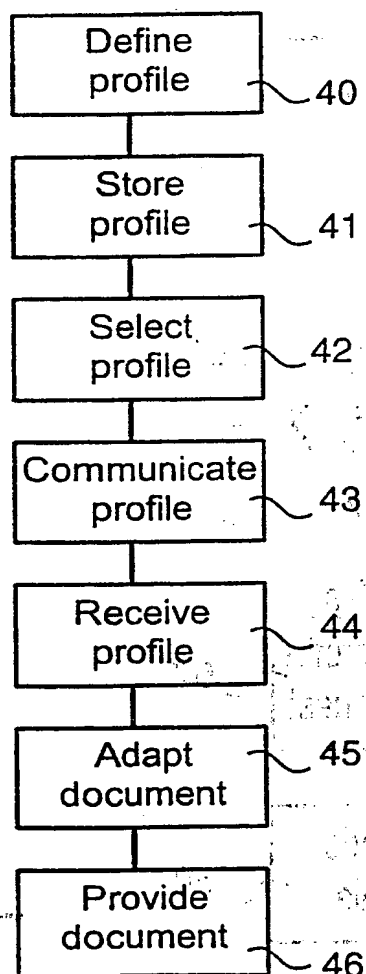 Define
profile
40
Store
profile
41
Select
profile
42
Communicate
profile
43
Receive
profile
44
Adapt
document
45
Provide
document
46